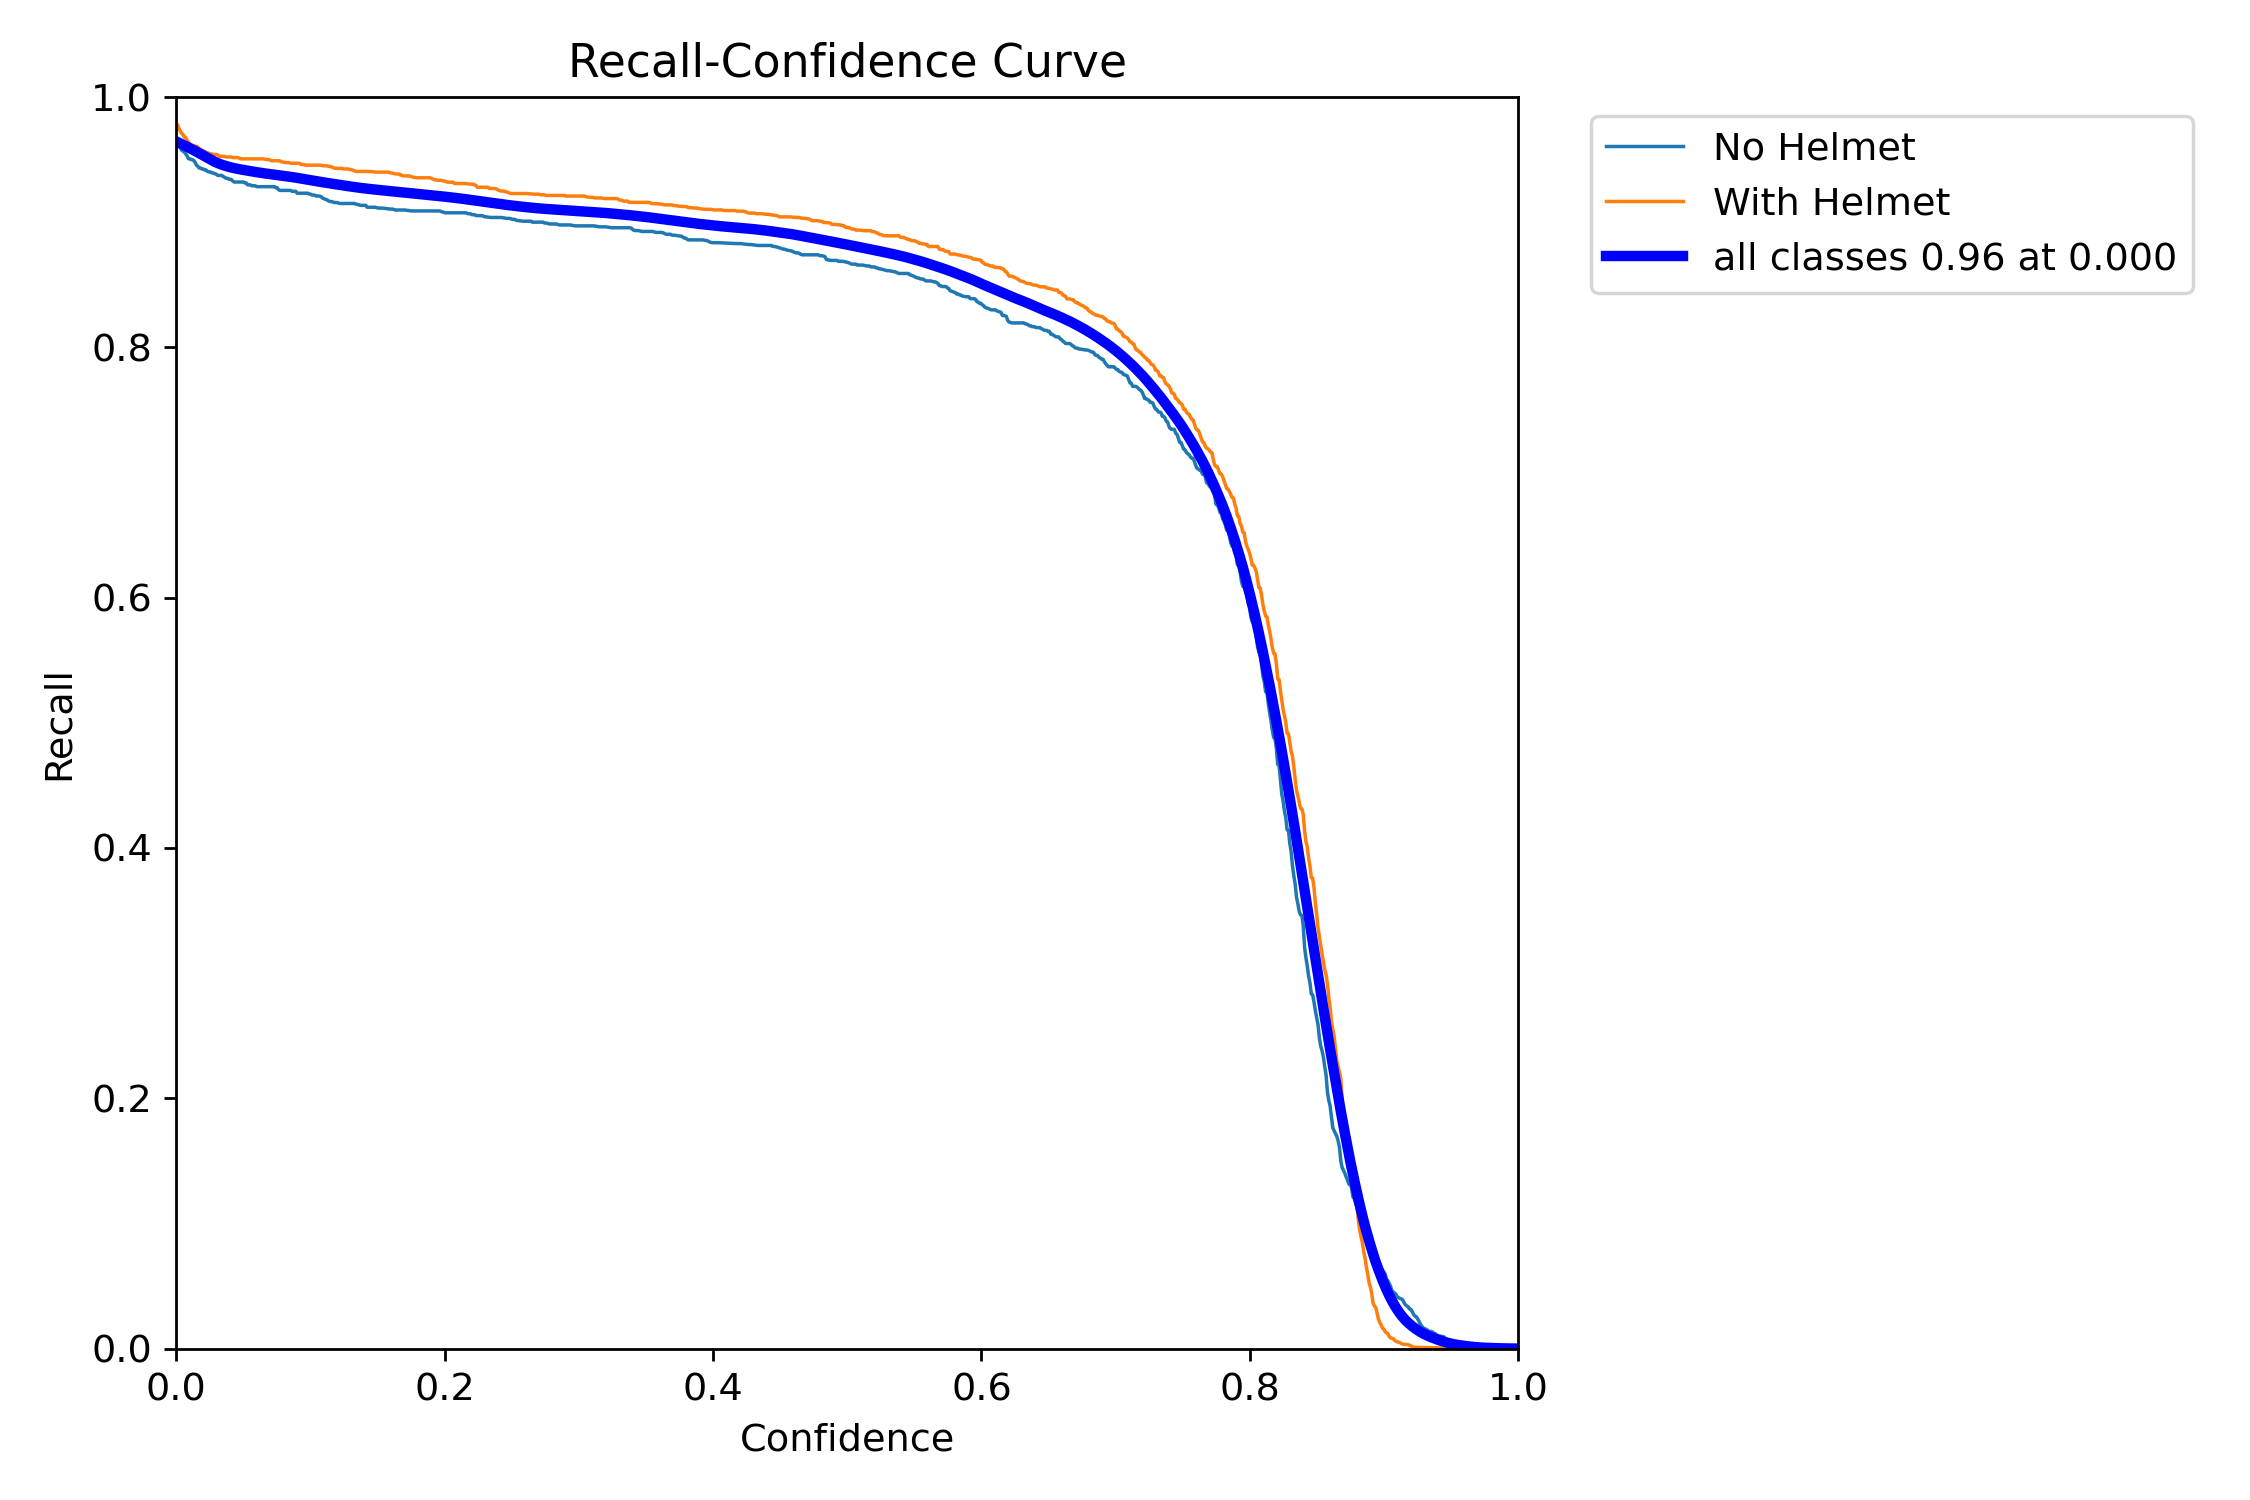 Recall-Confidence Curve
1.0
0.8
0.6
0.4
0.2
0.0
Recall
0.0 0.2 0.4 0.6 0.8 1.0
Confidence
No Helmet
With Helmet
all classes 0.96 at 0.000